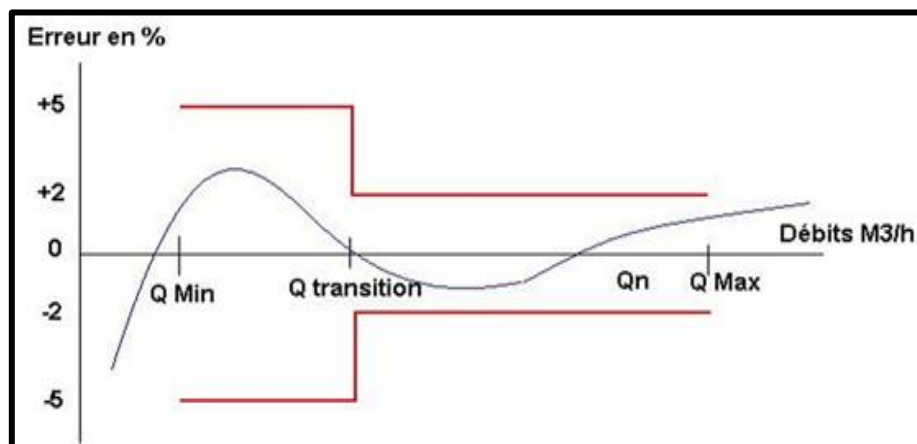 Erreur en %
+5
+2
0
Débits M3/h
Q Min
Q transition
Qn
Q Max
-2
-5